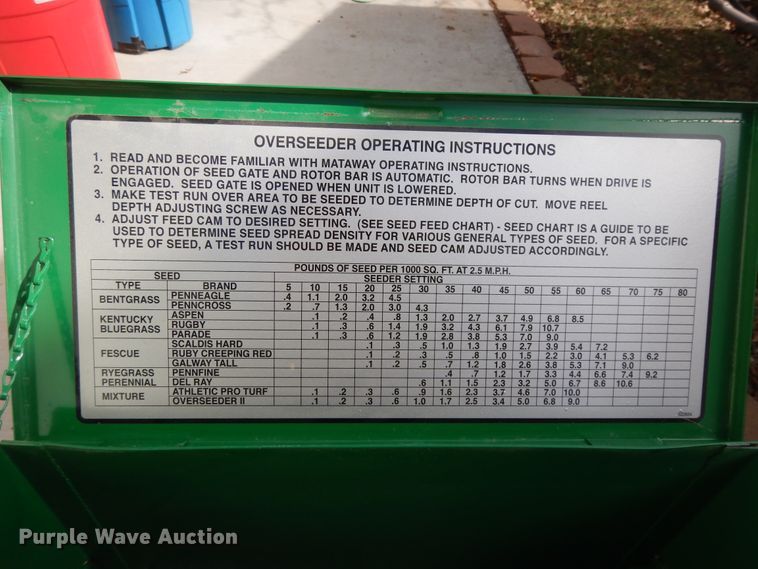 OVERSEEDER OPERATING INSTRUCTIONS
1. READ AND BECOME FAMILIAR WITH MATAWAY OPERATING INSTRUCTIONS.
2. OPERATION OF SEED GATE AND ROTOR BAR IS AUTOMATIC. ROTOR BAR TURNS WHEN DRIVE IS
ENGAGED. SEED GATE IS OPENED WHEN UNIT IS LOWERED.
3. MAKE TEST RUN OVER AREA TO BE SEEDED TO DETERMINE DEPTH OF CUT. MOVE REEL
DEPTH ADJUSTING SCREW AS NECESSARY.
4. ADJUST FEED CAM TO DESIRED SETTING. (SEE SEED FEED CHART) - SEED CHART IS A GUIDE TO BE
USED TO DETERMINE SEED SPREAD DENSITY FOR VARIOUS GENERAL TYPES OF SEED. FOR A SPECIFIC
TYPE OF SEED, A TEST RUN SHOULD BE MADE AND SEED CAM ADJUSTED ACCORDINGLY.
POUNDS OF SEED PER 1000 SQ. FT. AT 2.5 M.P.H.
SEED SEEDER SETTING
TYPE BRAND 5 10 15 20 25 30 35 40 45 50 55 60 65 70 75 80
BENTGRASS PENNEAGLE .4 1.1 2.0 3.2 4.5
PENNCROSS .2 .7 1.3 2.0 3.0 4.3
KENTUCKY BLUEGRASS ASPEN .1 .2 .4 .8 1.3 2.0 2.7 3.7 4.9 6.8 8.5
RUGBY .1 .3 .6 1.4 1.9 3.2 4.3 6.1 7.9 10.7
PARADE .1 .3 .6 1.2 1.9 2.8 3.8 5.3 7.0 9.0
FESCUE SCALDIS HARD .1 .3 .5 1.0 1.3 1.9 2.7 3.9 5.4 7.2
RUBY CREEPING RED .1 .2 .3 .5 .8 1.0 1.5 2.2 3.0 4.1 5.3 6.2
GALWAY TALL .1 .2 .5 .7 1.2 1.8 2.6 3.8 5.3 7.1 9.0
RYEGRASS PERENNIAL PENNFINE .4 .7 1.2 1.7 3.3 4.4 6.6 7.4 9.2
DEL RAY .6 1.1 1.5 2.3 3.2 5.0 6.7 8.6 10.6
MIXTURE ATHLETIC PRO TURF .1 .2 .3 .6 .9 1.6 2.3 3.7 4.6 7.0 10.0
OVERSEEDER II .1 .2 .3 .6 1.0 1.7 2.5 3.4 5.0 6.8 9.0
Purple Wave Auction